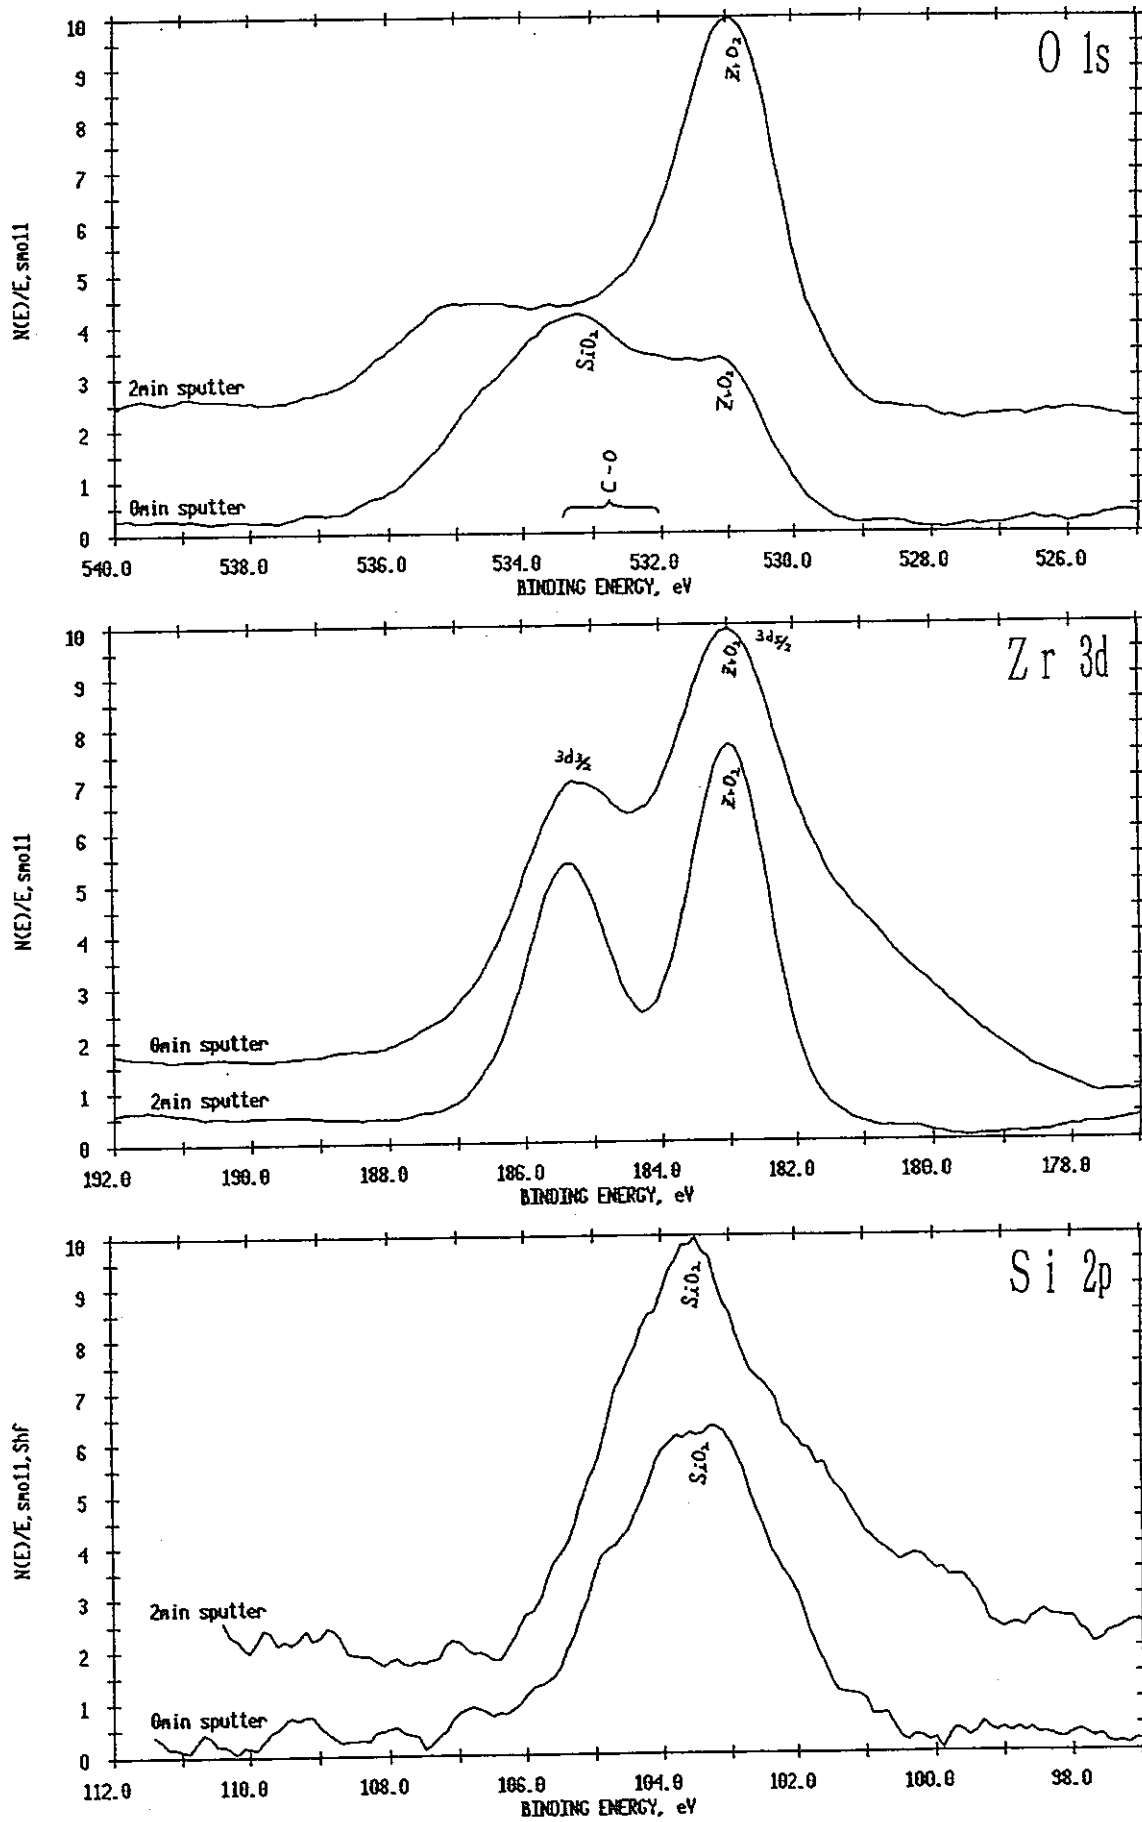 O 1s
10
9
8
7
6
5
4
3
2
1
0
N(E)/E,smo11
ZrO2
SiO2
ZrO2
C-O
2min sputter
0min sputter
540.0 538.0 536.0 534.0 532.0 530.0 528.0 526.0
BINDING ENERGY, eV
Zr 3d
10
9
8
7
6
5
4
3
2
1
0
N(E)/E,smo11
ZrO2
3d5/2
3d3/2
ZrO2
0min sputter
2min sputter
192.0 190.0 188.0 186.0 184.0 182.0 180.0 178.0
BINDING ENERGY, eV
Si 2p
10
9
8
7
6
5
4
3
2
1
0
N(E)/E,smo11,Shf
SiO2
SiO2
2min sputter
0min sputter
112.0 110.0 108.0 106.0 104.0 102.0 100.0 98.0
BINDING ENERGY, eV